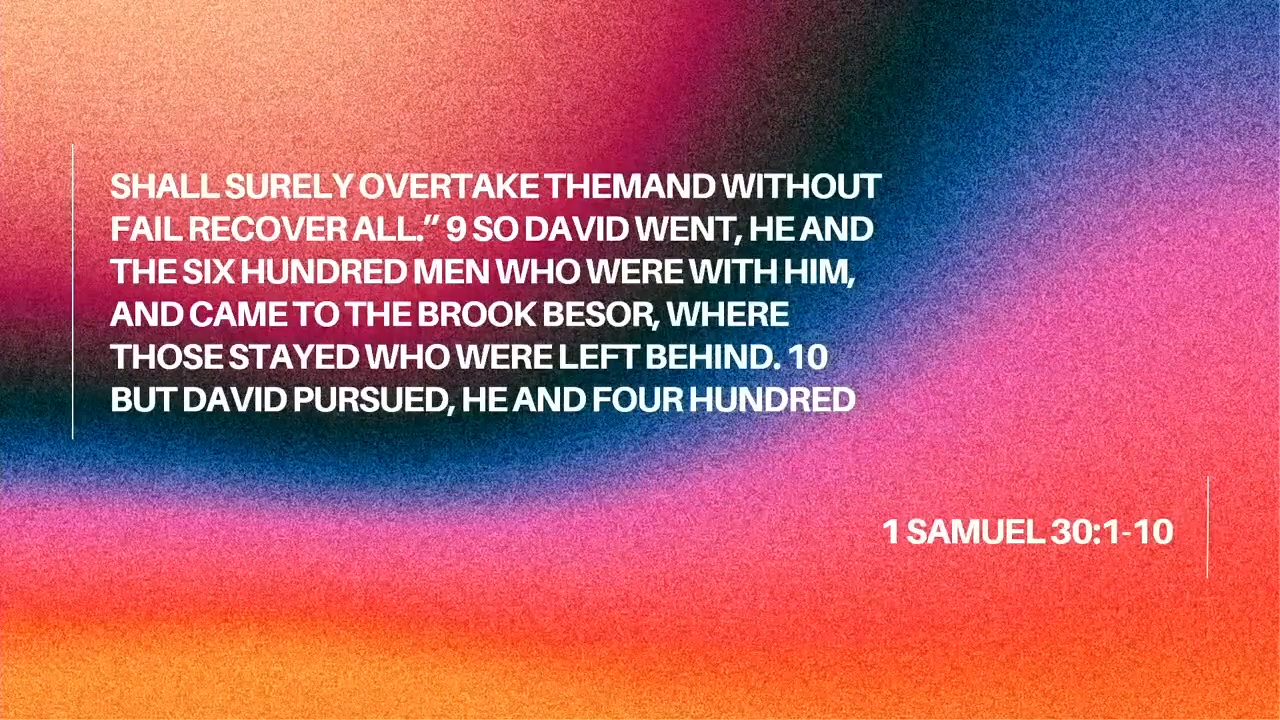 SHALL SURELY OVERTAKE THEMAND WITHOUT
FAIL RECOVER ALL.” 9 SO DAVID WENT, HE AND
THE SIX HUNDRED MEN WHO WERE WITH HIM,
AND CAME TO THE BROOK BESOR, WHERE
THOSE STAYED WHO WERE LEFT BEHIND. 10
BUT DAVID PURSUED, HE AND FOUR HUNDRED
1 SAMUEL 30:1-10